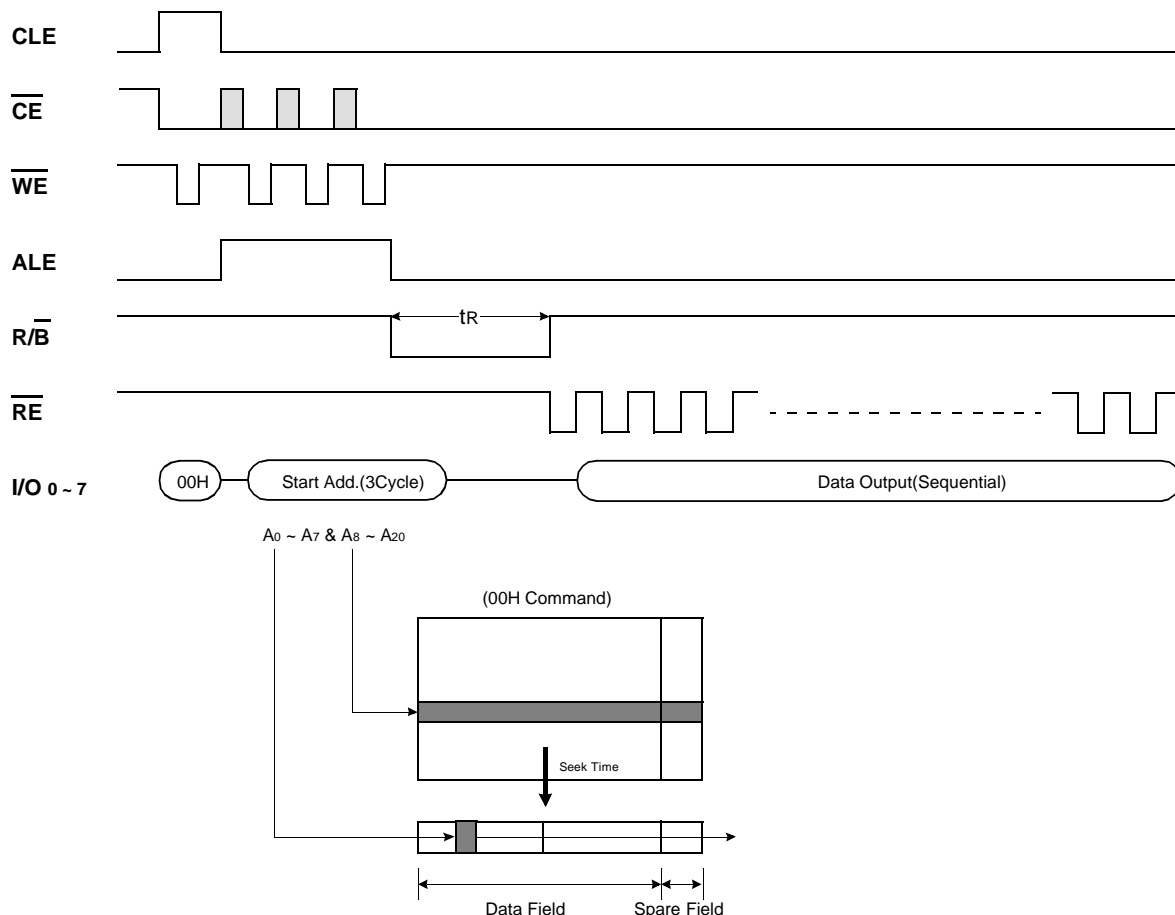 CLE
CE
WE
ALE
R/B
tR
RE
I/O 0 ~ 7
00H
Start Add.(3Cycle)
Data Output(Sequential)
A0 ~ A7 & A8 ~ A20
(00H Command)
Seek Time
Data Field
Spare Field